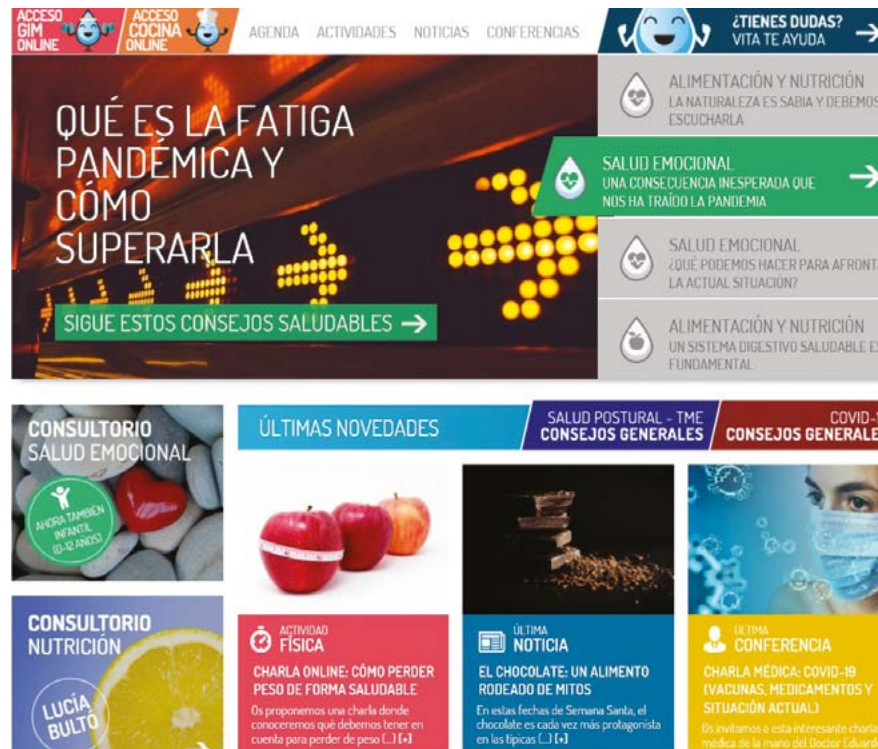 ACCESO
GIM
ONLINE
ACCESO
COCINA
ONLINE
AGENDA
ACTIVIDADES
NOTICIAS
CONFERENCIAS
¿TIENES DUDAS?
VITA TE AYUDA
QUÉ ES LA FATIGA
PANDÉMICA Y
CÓMO
SUPERARLA
SIGUE ESTOS CONSEJOS SALUDABLES
ALIMENTACIÓN Y NUTRICIÓN
LA NATURALEZA ES SABIA Y DEBEMOS
ESCUCHARLA
SALUD EMOCIONAL
UNA CONSECUENCIA INESPERADA QUE
NOS HA TRAÍDO LA PANDEMIA
SALUD EMOCIONAL
¿QUÉ PODEMOS HACER PARA AFRONTA
LA ACTUAL SITUACIÓN?
ALIMENTACIÓN Y NUTRICIÓN
UN SISTEMA DIGESTIVO SALUDABLE E
FUNDAMENTAL
CONSULTORIO
SALUD EMOCIONAL
AHORA TAMBIÉN
INFANTIL
(0-12 AÑOS)
CONSULTORIO
NUTRICIÓN
LUCÍA
BULTÓ
ÚLTIMAS NOVEDADES
SALUD POSTURAL - TME
CONSEJOS GENERALES
COVID-1
CONSEJOS GENERALE
ACTIVIDAD
FÍSICA
CHARLA ONLINE: CÓMO PERDER
PESO DE FORMA SALUDABLE
Os proponemos una charla donde
conoceremos qué debemos tener en
cuenta para perder de peso (...) [+]
ÚLTIMA
NOTICIA
EL CHOCOLATE: UN ALIMENTO
RODEADO DE MITOS
En estas fechas de Semana Santa, el
chocolate es cada vez más protagonista
en las típicas (...) [+]
ÚLTIMA
CONFERENCIA
CHARLA MÉDICA: COVID-19
(VACUNAS, MEDICAMENTOS Y
SITUACIÓN ACTUAL)
Os invitamos a esta interesante charla
médica de la mano del Doctor Eduard